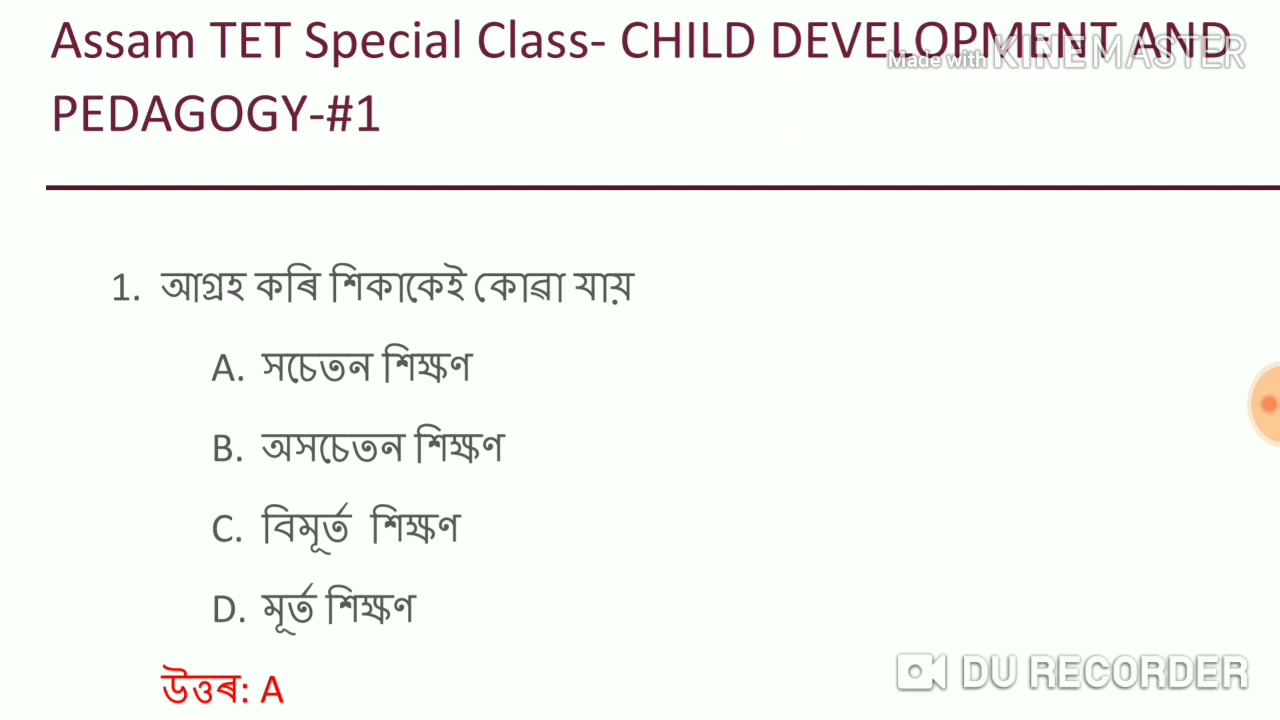 Assam TET Special Class- CHILD DEVELOPMENT AND
Made with KINEMASTER
PEDAGOGY-#1
1. আগ্ৰহ কৰি শিকাকেই কোৱা যায়
A. সচেতন শিক্ষণ
B. অসচেতন শিক্ষণ
C. বিমূৰ্ত শিক্ষণ
D. মূৰ্ত শিক্ষণ
উত্তৰ: A
DU RECORDER